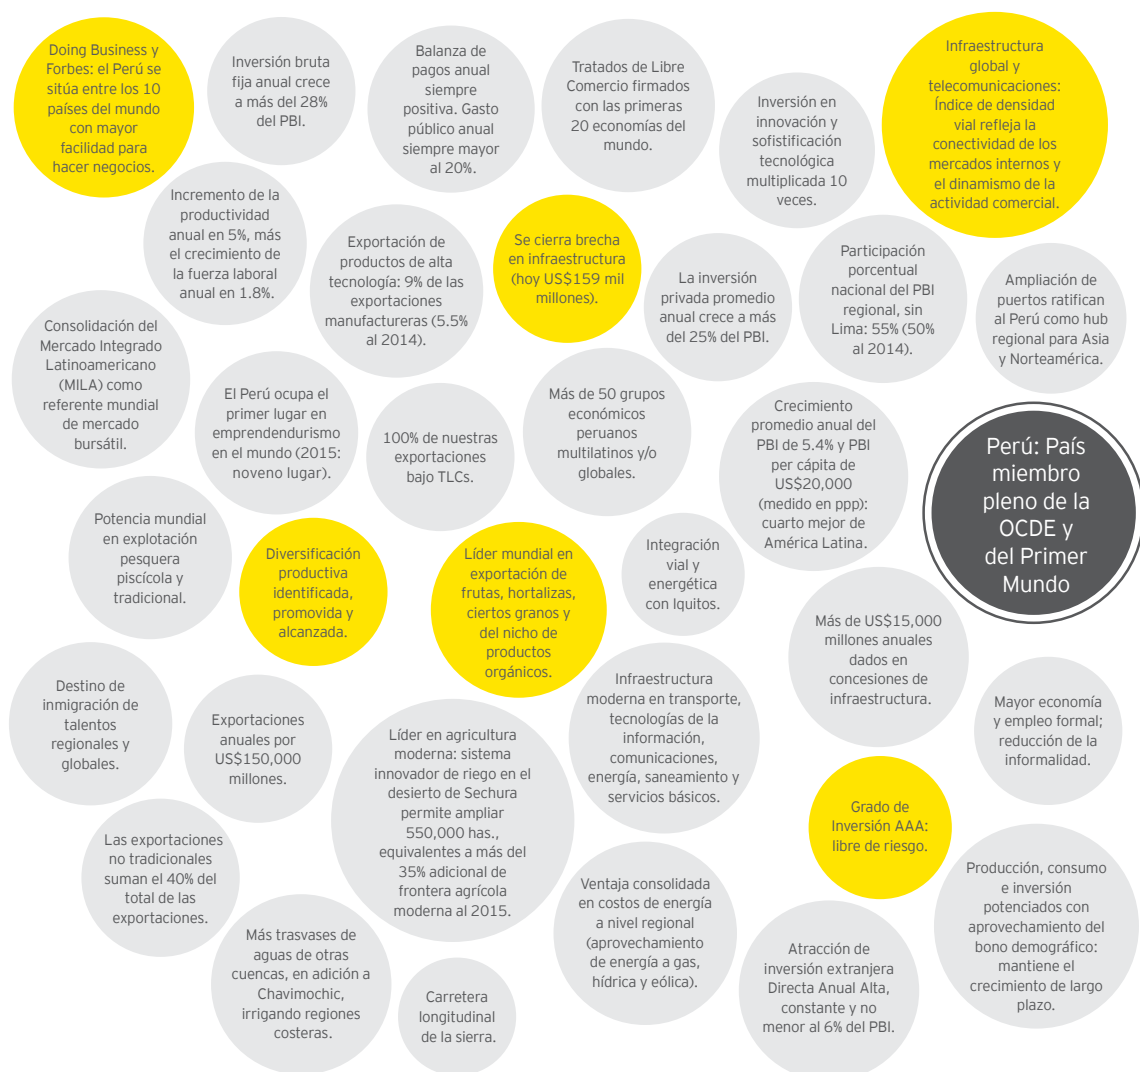 Doing Business y
Forbes: el Perú se
sitúa entre los 10
países del mundo
con mayor
facilidad para
hacer negocios.
Inversión bruta
fija anual crece
a más del 28%
del PBI.
Balanza de
pagos anual
siempre
positiva. Gasto
público anual
siempre mayor
al 20%.
Tratados de Libre
Comercio firmados
con las primeras
20 economías del
mundo.
Inversión en
innovación y
sofistificación
tecnológica
multiplicada 10
veces.
Infraestructura
global y
telecomunicaciones:
Índice de densidad
vial refleja la
conectividad de los
mercados internos y
el dinamismo de la
actividad comercial.
Incremento de la
productividad
anual en 5%, más
el crecimiento de
la fuerza laboral
anual en 1.8%.
Exportación de
productos de alta
tecnología: 9% de las
exportaciones
manufactureras (5.5%
al 2014).
Se cierra brecha
en infraestructura
(hoy US$159 mil
millones).
La inversión
privada promedio
anual crece a más
del 25% del PBI.
Participación
porcentual
nacional del PBI
regional, sin
Lima: 55% (50%
al 2014).
Ampliación de
puertos ratifican
al Perú como hub
regional para Asia
y Norteamérica.
Consolidación del
Mercado Integrado
Latinoamericano
(MILA) como
referente mundial
de mercado
bursátil.
El Perú ocupa el
primer lugar en
emprendendurismo
en el mundo (2015:
noveno lugar).
100% de nuestras
exportaciones
bajo TLCs.
Más de 50 grupos
económicos
peruanos
multilatinos y/o
globales.
Crecimiento
promedio anual del
PBI de 5.4% y PBI
per cápita de
US$20,000
(medido en ppp):
cuarto mejor de
América Latina.
Perú: País
miembro
pleno de la
OCDE y
del Primer
Mundo
Potencia mundial
en explotación
pesquera
piscícola y
tradicional.
Diversificación
productiva
identificada,
promovida y
alcanzada.
Líder mundial en
exportación de
frutas, hortalizas,
ciertos granos y
del nicho de
productos
orgánicos.
Integración
vial y
energética
con Iquitos.
Más de US$15,000
millones anuales
dados en
concesiones de
infraestructura.
Destino de
inmigración de
talentos
regionales y
globales.
Exportaciones
anuales por
US$150,000
millones.
Líder en agricultura
moderna: sistema
innovador de riego en el
desierto de Sechura
permite ampliar
550,000 has.,
equivalentes a más del
35% adicional de
frontera agrícola
moderna al 2015.
Infraestructura
moderna en transporte,
tecnologías de la
información,
comunicaciones,
energía, saneamiento y
servicios básicos.
Mayor economía
y empleo formal;
reducción de la
informalidad.
Grado de
Inversión AAA:
libre de riesgo.
Las exportaciones
no tradicionales
suman el 40% del
total de las
exportaciones.
Más trasvases de
aguas de otras
cuencas, en adición a
Chavimochic,
irrigando regiones
costeras.
Carretera
longitudinal
de la sierra.
Ventaja consolidada
en costos de energía
a nivel regional
(aprovechamiento
de energía a gas,
hídrica y eólica).
Atracción de
inversión extranjera
Directa Anual Alta,
constante y no
menor al 6% del PBI.
Producción, consumo
e inversión
potenciados con
aprovechamiento del
bono demográfico:
mantiene el
crecimiento de largo
plazo.